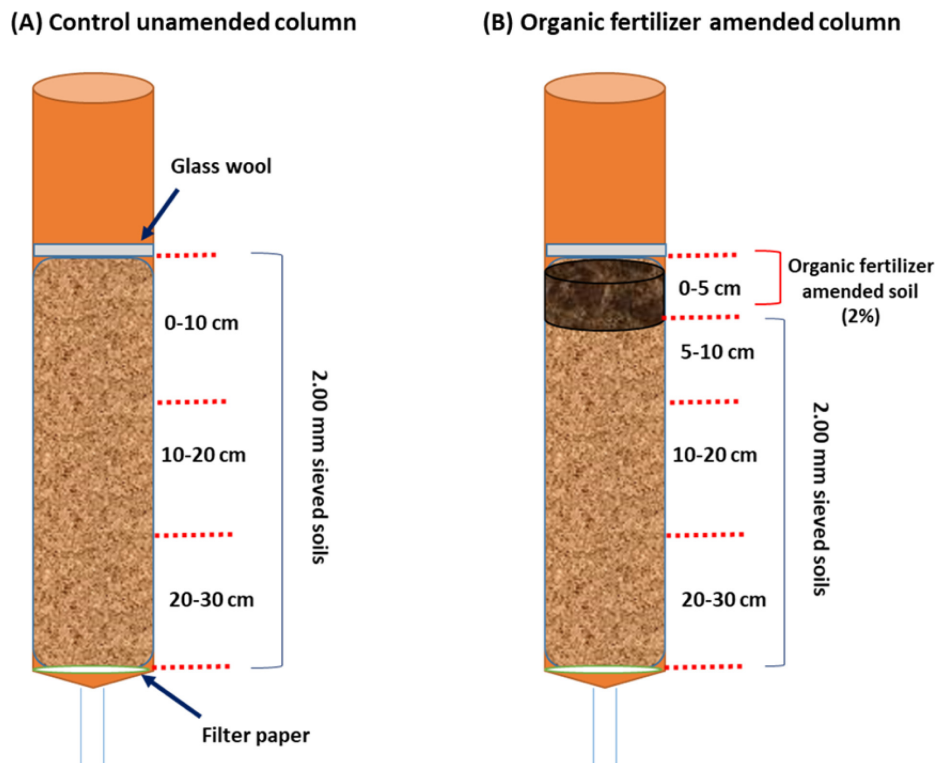 (A) Control unamended column
Glass wool
0-10 cm
10-20 cm
20-30 cm
2.00 mm sieved soils
Filter paper
(B) Organic fertilizer amended column
0-5 cm
Organic fertilizer
amended soil
(2%)
5-10 cm
10-20 cm
20-30 cm
2.00 mm sieved soils